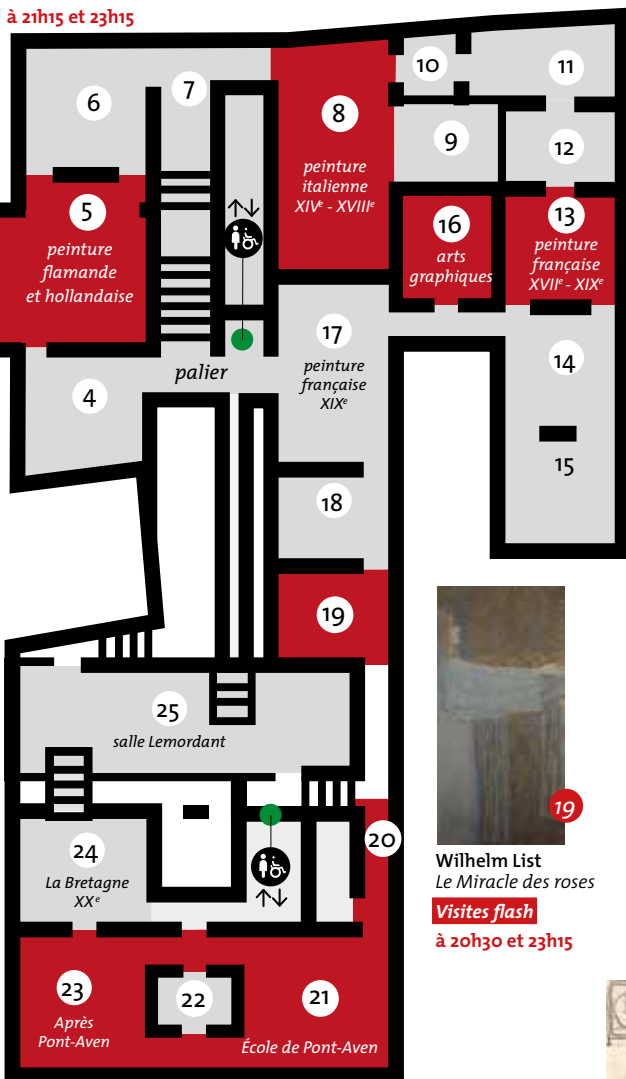 à 21h15 et 23h15
6
7
8
peinture
italienne
XIVᵉ - XVIIIᵉ
10
11
9
12
5
peinture
flamande
et hollandaise
16
arts
graphiques
13
peinture
française
XVIIᵉ - XIXᵉ
17
peinture
française
XIXᵉ
14
palier
4
15
18
19
25
salle Lemordant
19
20
24
La Bretagne
XXᵉ
Wilhelm List
Le Miracle des roses
Visites flash
à 20h30 et 23h15
23
Après
Pont-Aven
22
21
École de Pont-Aven